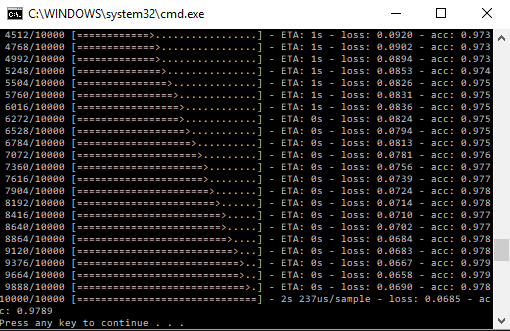 C:\WINDOWS\system32\cmd.exe
4512/10000 [============>.................] - ETA: 1s - loss: 0.0920 - acc: 0.973
4768/10000 [=============>................] - ETA: 1s - loss: 0.0902 - acc: 0.973
4992/10000 [=============>................] - ETA: 1s - loss: 0.0894 - acc: 0.973
5248/10000 [==============>...............] - ETA: 1s - loss: 0.0853 - acc: 0.974
5504/10000 [===============>..............] - ETA: 1s - loss: 0.0826 - acc: 0.975
5760/10000 [================>.............] - ETA: 1s - loss: 0.0831 - acc: 0.975
6016/10000 [=================>............] - ETA: 1s - loss: 0.0836 - acc: 0.975
6272/10000 [=================>............] - ETA: 0s - loss: 0.0824 - acc: 0.975
6528/10000 [==================>...........] - ETA: 0s - loss: 0.0794 - acc: 0.976
6784/10000 [===================>..........] - ETA: 0s - loss: 0.0813 - acc: 0.975
7072/10000 [====================>.........] - ETA: 0s - loss: 0.0781 - acc: 0.976
7360/10000 [=====================>........] - ETA: 0s - loss: 0.0756 - acc: 0.977
7616/10000 [=====================>........] - ETA: 0s - loss: 0.0739 - acc: 0.977
7904/10000 [======================>.......] - ETA: 0s - loss: 0.0724 - acc: 0.978
8192/10000 [=======================>......] - ETA: 0s - loss: 0.0714 - acc: 0.978
8416/10000 [========================>.....] - ETA: 0s - loss: 0.0710 - acc: 0.977
8640/10000 [========================>.....] - ETA: 0s - loss: 0.0702 - acc: 0.977
8864/10000 [=========================>....] - ETA: 0s - loss: 0.0684 - acc: 0.978
9120/10000 [==========================>...] - ETA: 0s - loss: 0.0683 - acc: 0.978
9376/10000 [===========================>..] - ETA: 0s - loss: 0.0667 - acc: 0.979
9664/10000 [===========================>..] - ETA: 0s - loss: 0.0658 - acc: 0.979
9888/10000 [============================>.] - ETA: 0s - loss: 0.0690 - acc: 0.978
10000/10000 [==============================] - 2s 237us/sample - loss: 0.0685 - ac
c: 0.9789
Press any key to continue . . .